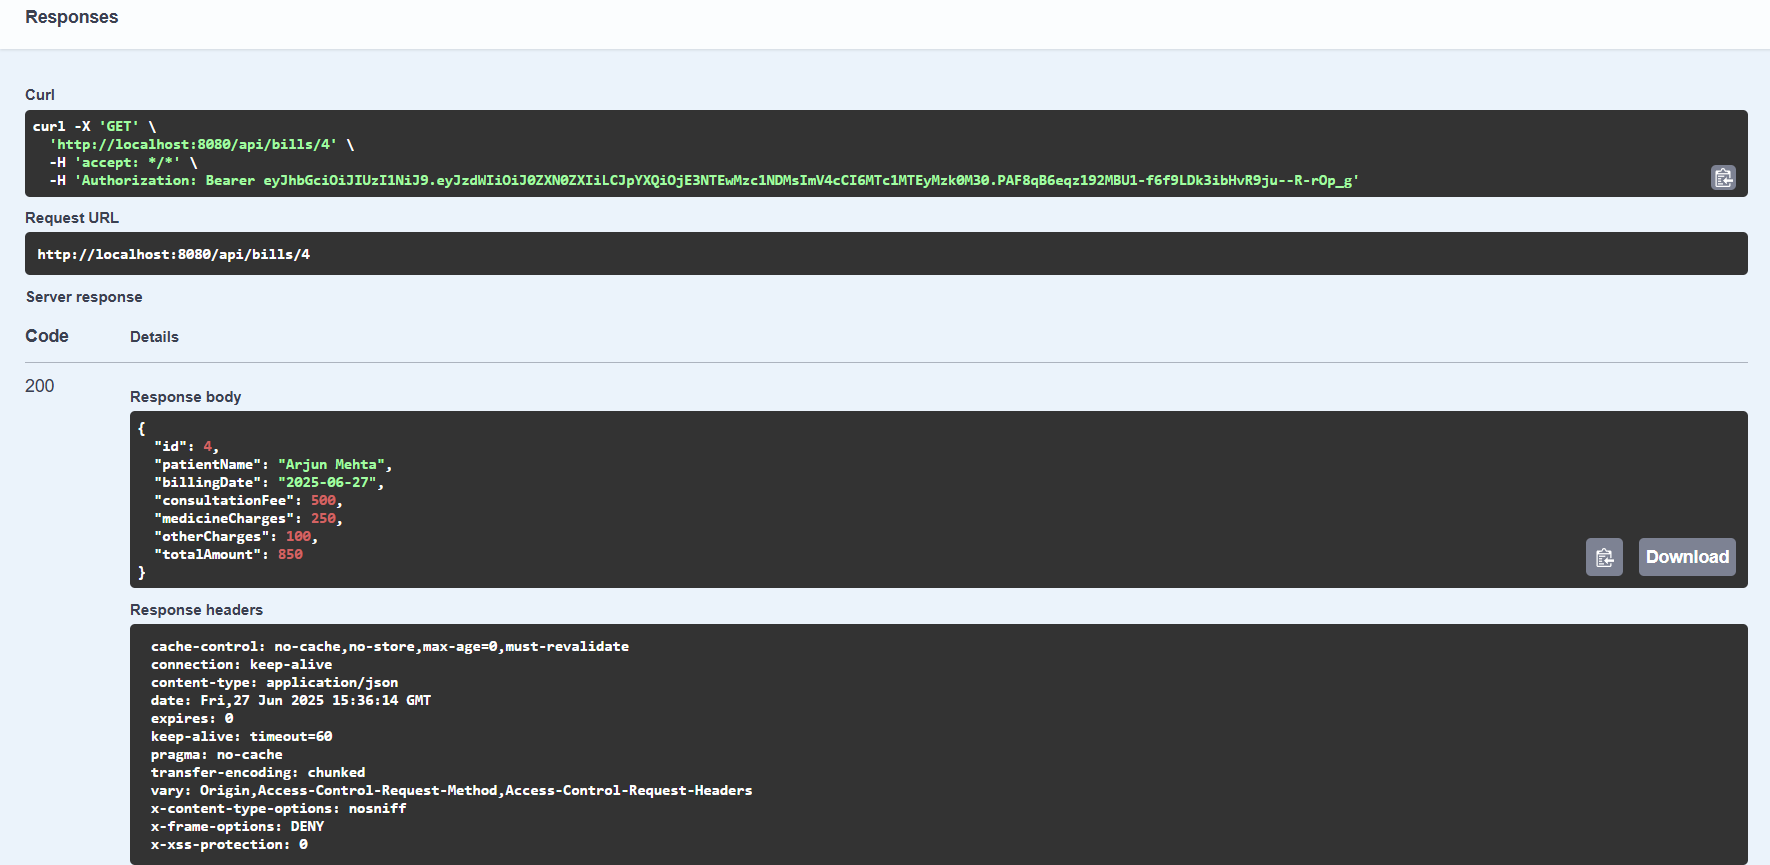 Responses
Curl
curl -X 'GET' \
'http://localhost:8080/api/bills/4' \
-H 'accept: */*' \
-H 'Authorization: Bearer eyJhbGciOiJIUzI1NiJ9.eyJzdWIiOiJ0ZXN0ZXIiLCJpYXQiOjE3NTEwMzc1NDMsImV4cCI6MTc1MTEyMzk0M30.PAF8qB6eqz192MBU1-f6f9LDk3ibHvR9ju--R-rOp_g'
Request URL
http://localhost:8080/api/bills/4
Server response
Code Details
200
Response body
{
"id": 4,
"patientName": "Arjun Mehta",
"billingDate": "2025-06-27",
"consultationFee": 500,
"medicineCharges": 250,
"otherCharges": 100,
"totalAmount": 850
}
Download
Response headers
cache-control: no-cache,no-store,max-age=0,must-revalidate
connection: keep-alive
content-type: application/json
date: Fri,27 Jun 2025 15:36:14 GMT
expires: 0
keep-alive: timeout=60
pragma: no-cache
transfer-encoding: chunked
vary: Origin,Access-Control-Request-Method,Access-Control-Request-Headers
x-content-type-options: nosniff
x-frame-options: DENY
x-xss-protection: 0